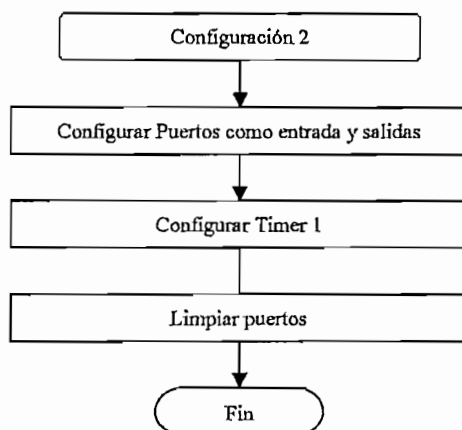 Configuración 2
Configurar Puertos como entrada y salidas
Configurar Timer 1
Limpiar puertos
Fin